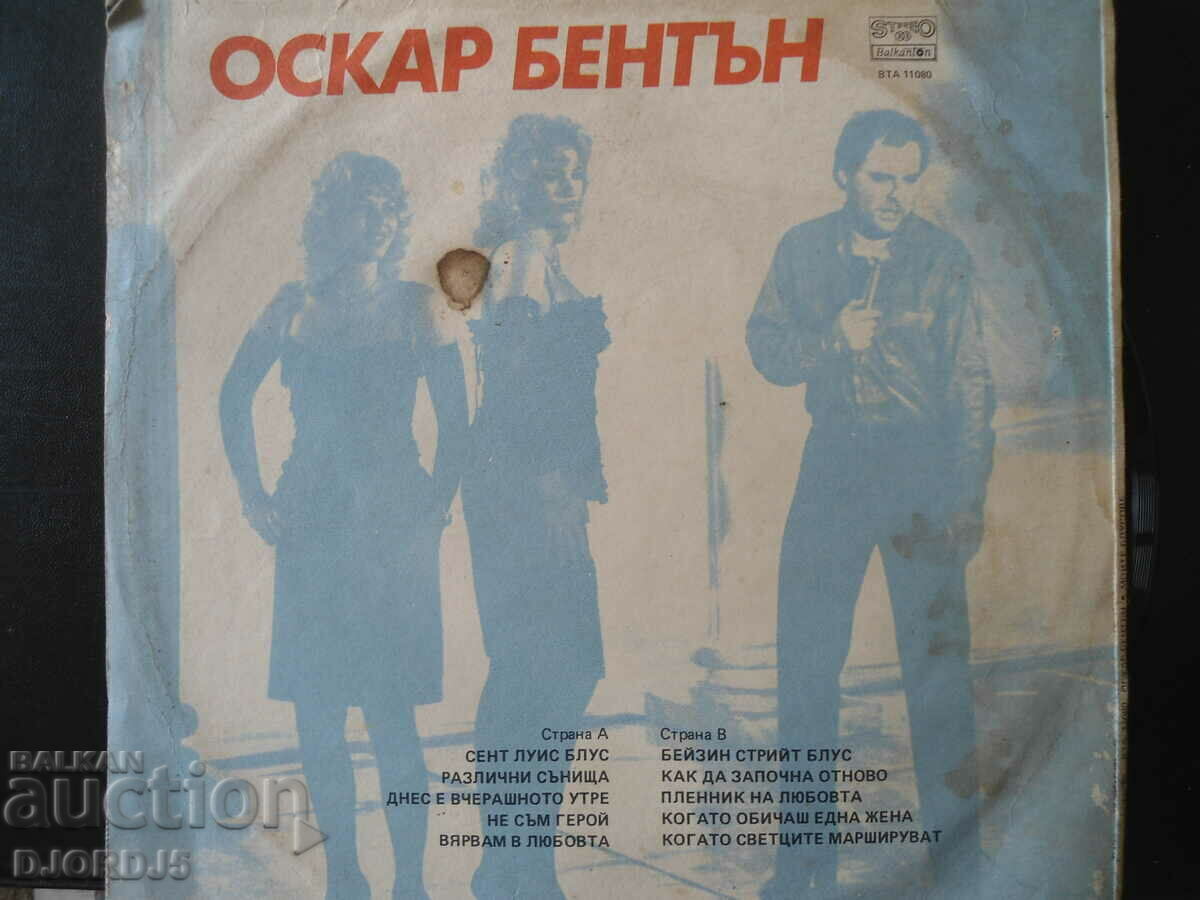 ОСКАР БЕНТЪН
STEREO
Balkanton
ВТА 11080
Страна А
СЕНТ ЛУИС БЛУС
РАЗЛИЧНИ СЪНИЩА
ДНЕС Е ВЧЕРАШНОТО УТРЕ
НЕ СЪМ ГЕРОЙ
ВЯРВАМ В ЛЮБОВТА
Страна В
БЕЙЗИН СТРИЙТ БЛУС
КАК ДА ЗАПОЧНА ОТНОВО
ПЛЕННИК НА ЛЮБОВТА
КОГАТО ОБИЧАШ ЕДНА ЖЕНА
КОГАТО СВЕТЦИТЕ МАРШИРУВАТ
BALKAN
auction
DJORDJ5